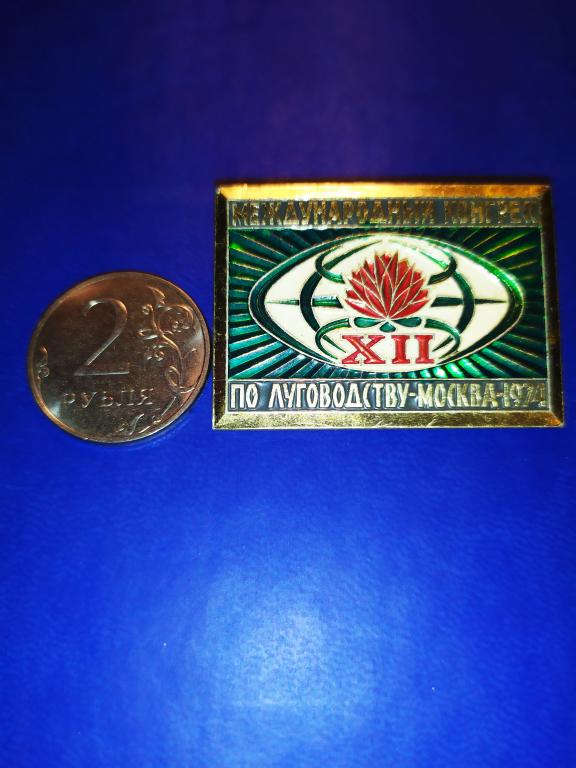 МЕЖДУНАРОДНЫЙ КОНГРЕСС
XII
ПО ЛУГОВОДСТВУ-МОСКВА-1974
2
РУБЛЯ